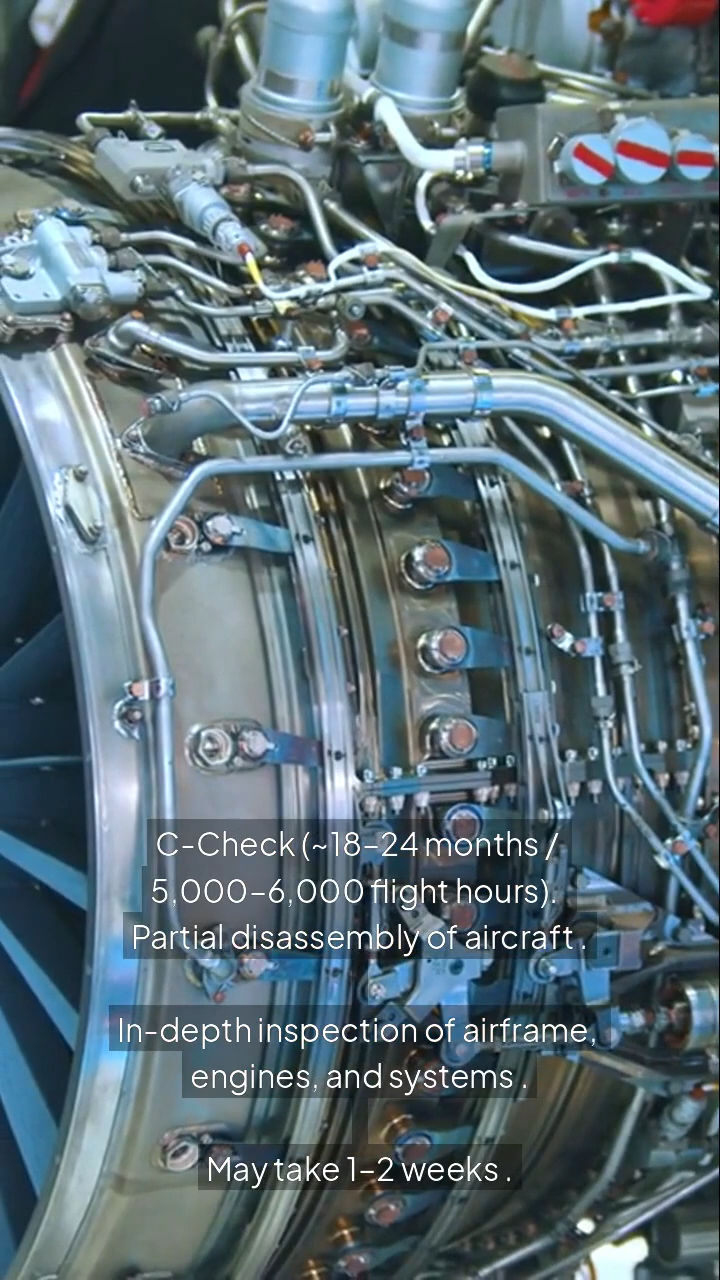 C-Check (~18–24 months /
5,000–6,000 flight hours).
Partial disassembly of aircraft .
In-depth inspection of airframe,
engines, and systems .
May take 1–2 weeks .